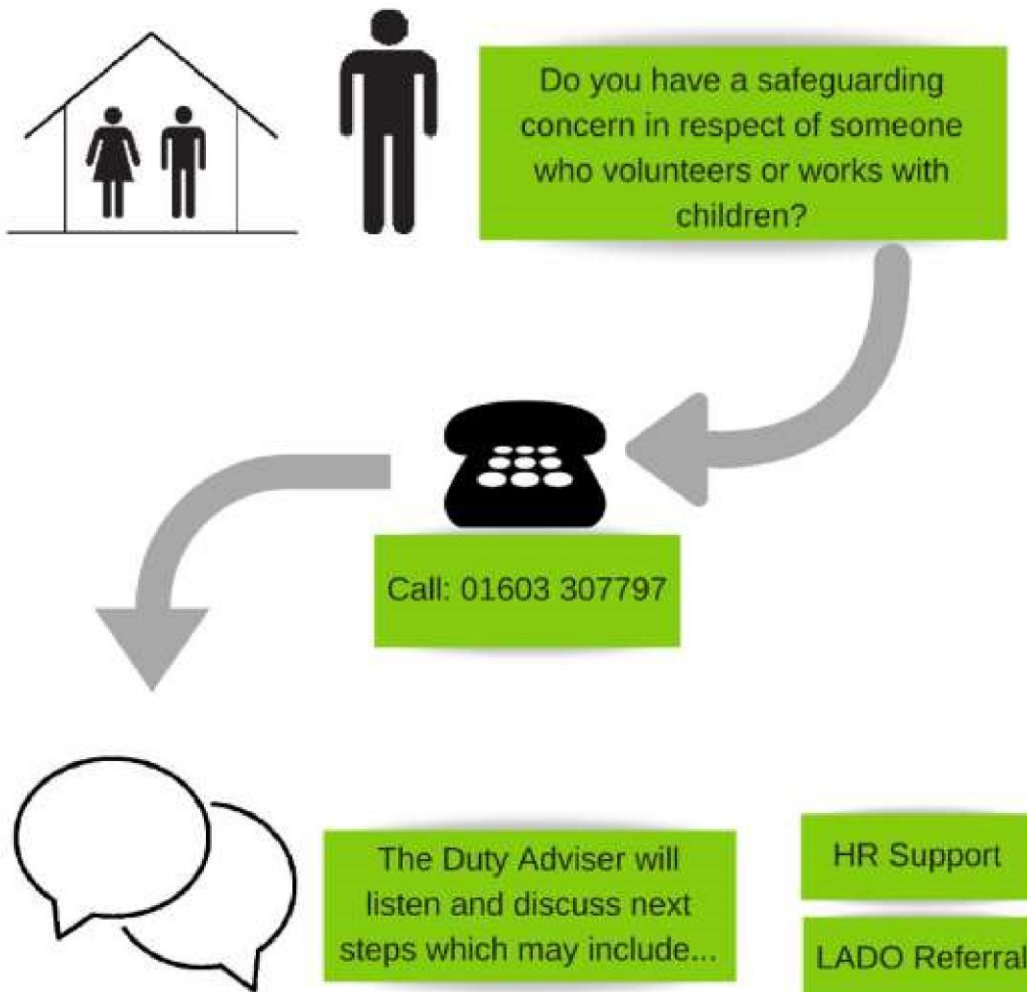 Do you have a safeguarding
concern in respect of someone
who volunteers or works with
children?
Call: 01603 307797
The Duty Adviser will
listen and discuss next
steps which may include...
HR Support
LADO Referral